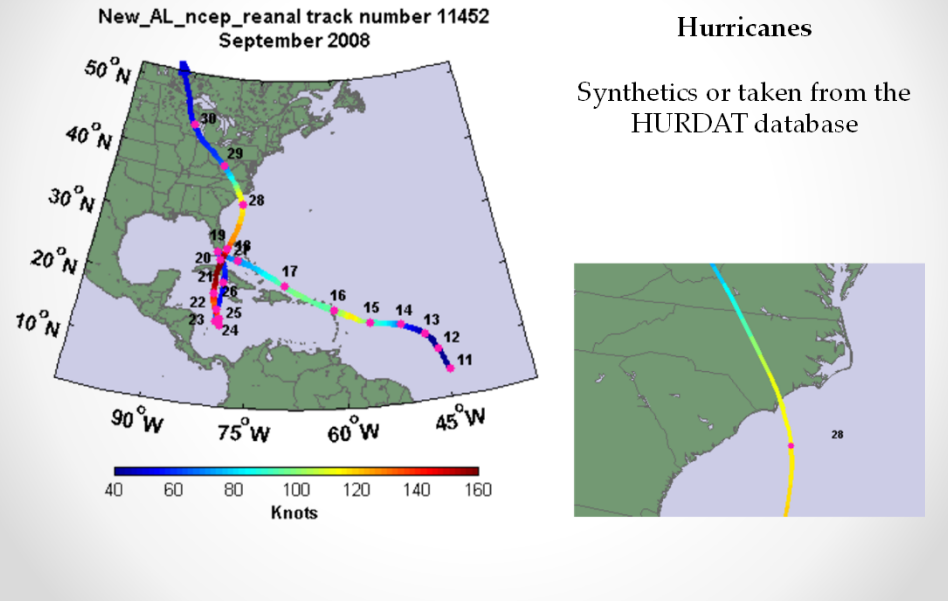 New_AL_ncep_reanal track number 11452
September 2008
50°N
40°N
30°N
20°N
10°N
90°W
75°W
60°W
45°W
30
29
28
19
18
20
21
21
26
22
25
23
24
17
16
15
14
13
12
11
40 60 80 100 120 140 160
Knots
Hurricanes
Synthetics or taken from the
HURDAT database
28